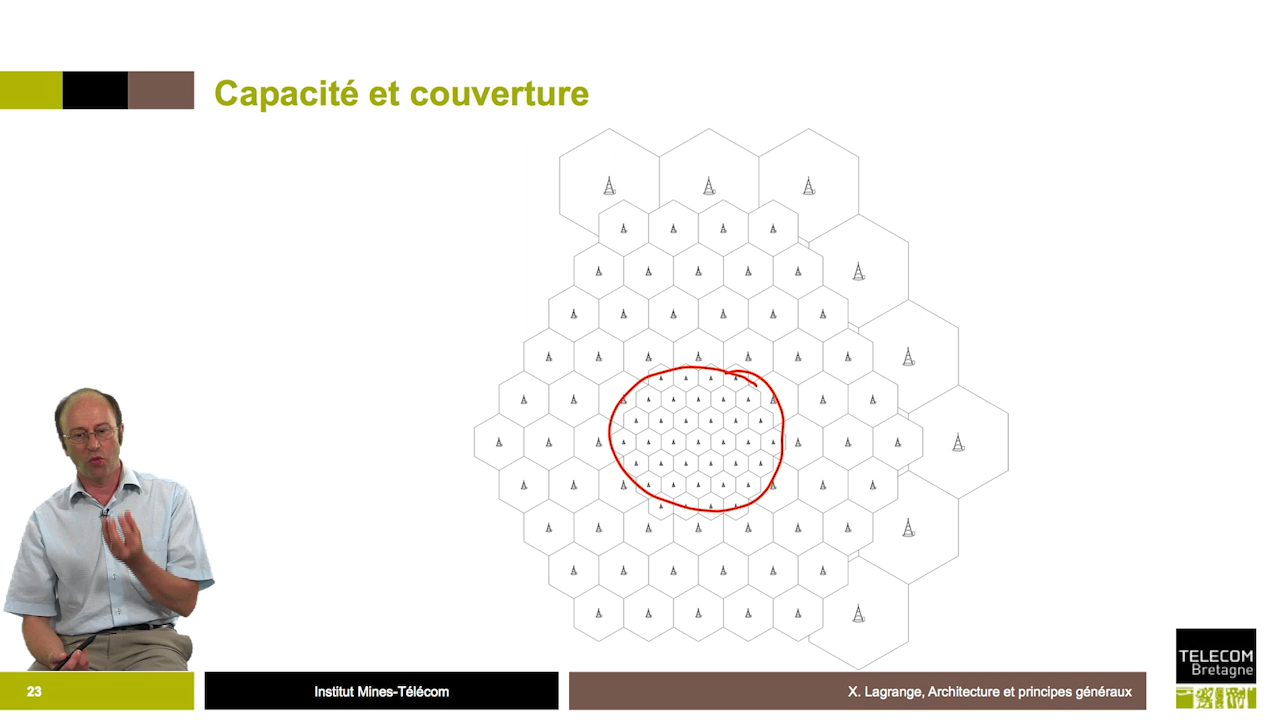 Capacité et couverture
TELECOM
Bretagne
23
Institut Mines-Télécom
X. Lagrange, Architecture et principes généraux